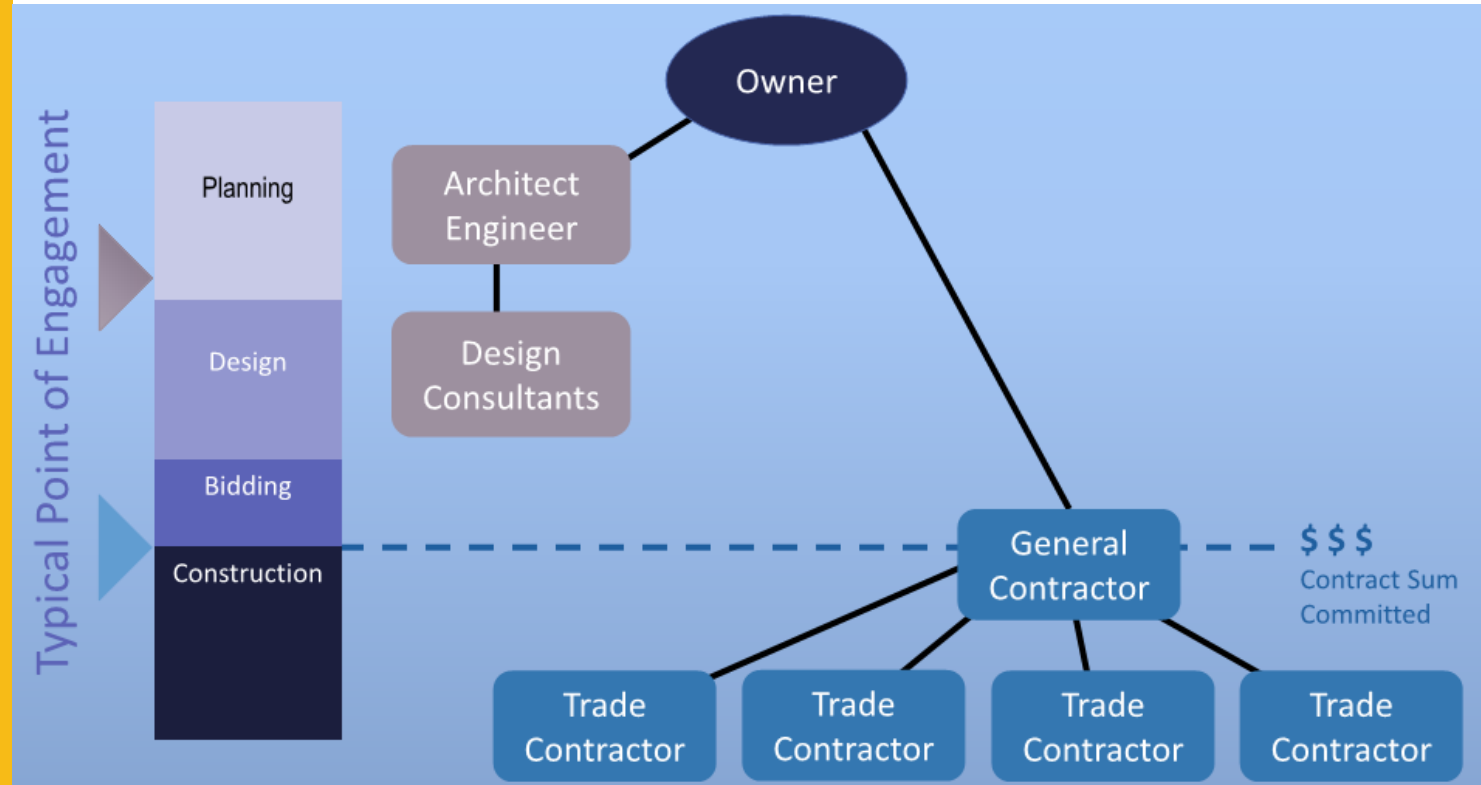 Typical Point of Engagement
Planning
Design
Bidding
Construction
Owner
Architect
Engineer
Design
Consultants
General
Contractor
$ $ $
Contract Sum
Committed
Trade
Contractor
Trade
Contractor
Trade
Contractor
Trade
Contractor